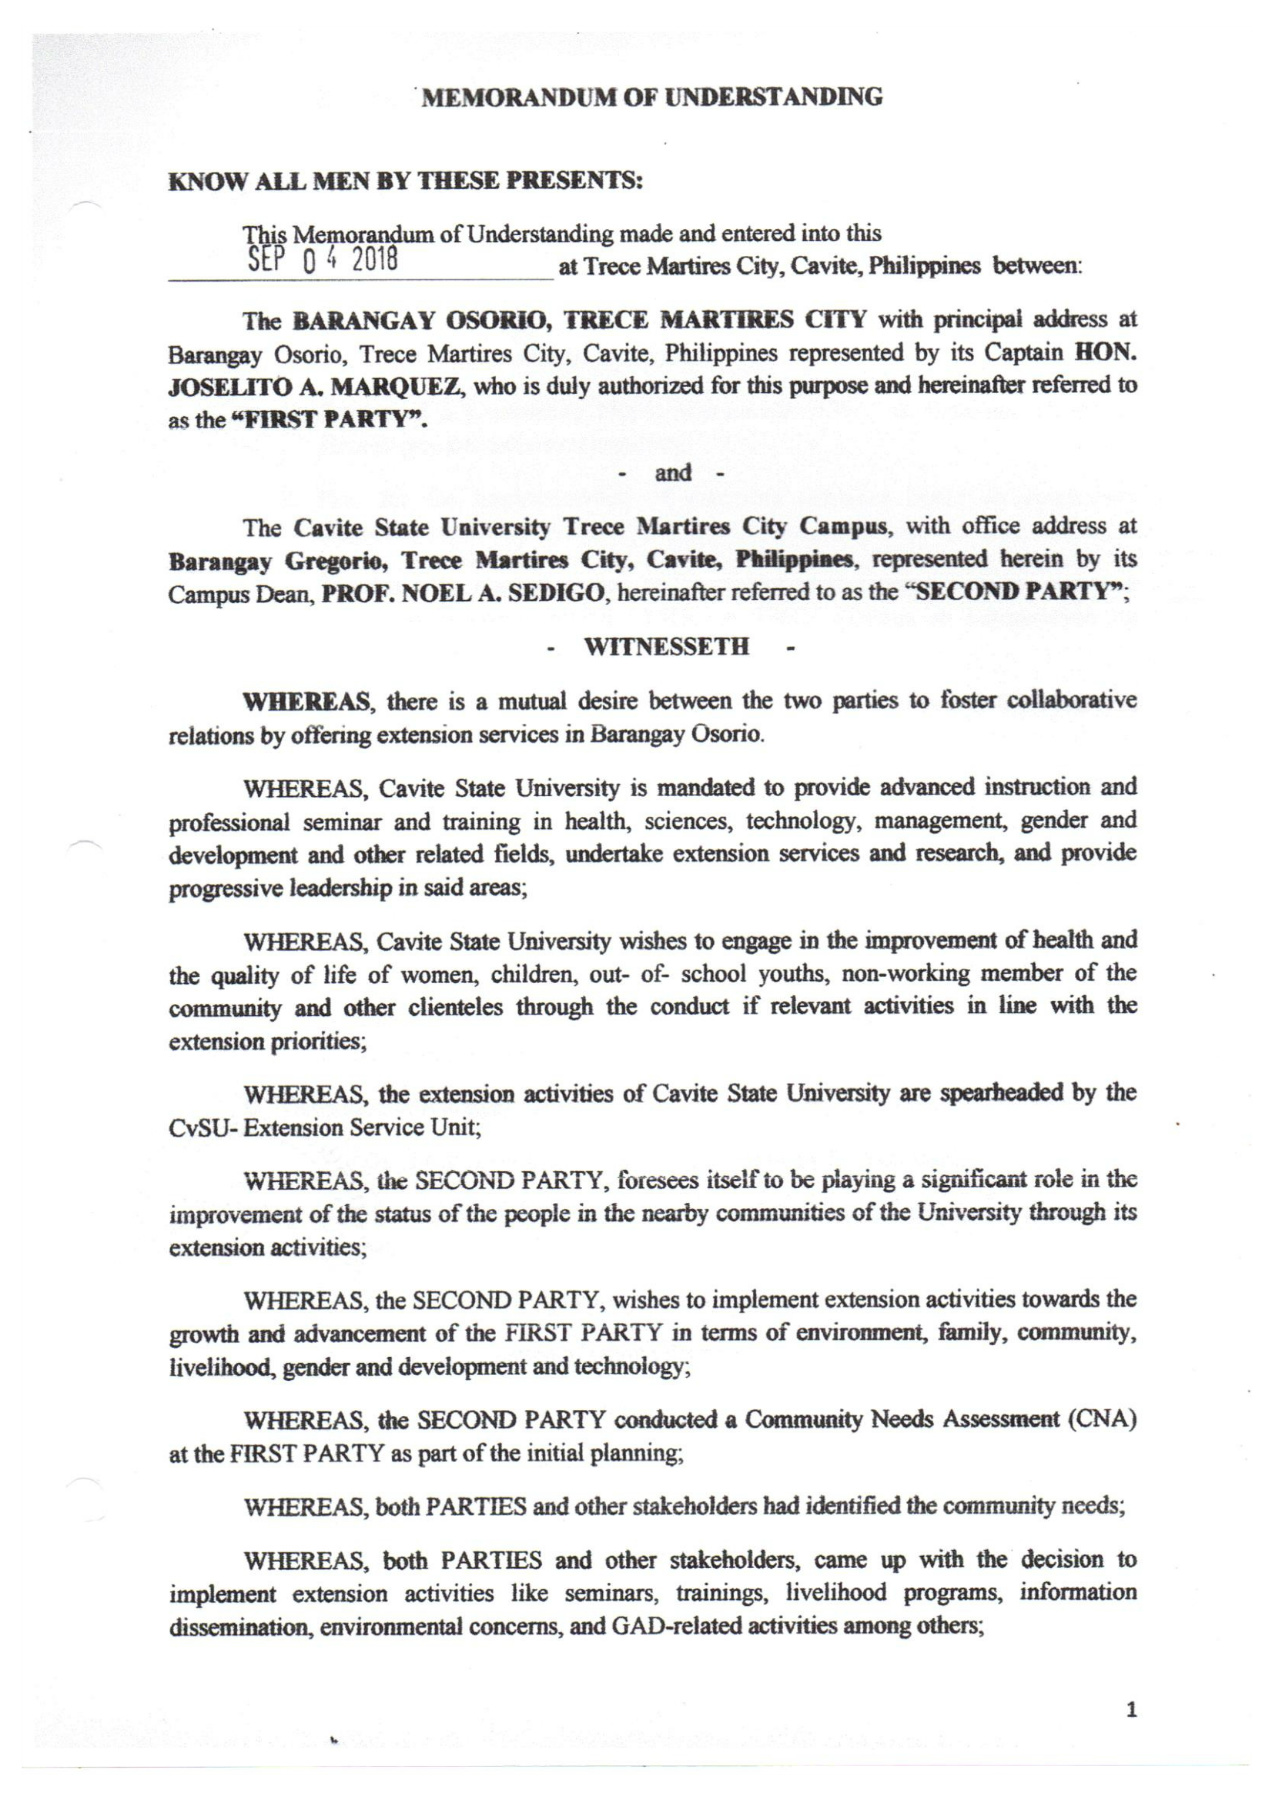 MEMORANDUM OF UNDERSTANDING
KNOW ALL MEN BY THESE PRESENTS:
This Memorandum of Understanding made and entered into this
SEP 04 2018 at Trece Martires City, Cavite, Philippines between:
The BARANGAY OSORIO, TRECE MARTIRES CITY with principal address at
Barangay Osorio, Trece Martires City, Cavite, Philippines represented by its Captain HON.
JOSELITO A. MARQUEZ, who is duly authorized for this purpose and hereinafter referred to
as the “FIRST PARTY”.
- and -
The Cavite State University Trece Martires City Campus, with office address at
Barangay Gregorio, Trece Martires City, Cavite, Philippines, represented herein by its
Campus Dean, PROF. NOEL A. SEDIGO, hereinafter referred to as the “SECOND PARTY”;
- WITNESSETH -
WHEREAS, there is a mutual desire between the two parties to foster collaborative
relations by offering extension services in Barangay Osorio.
WHEREAS, Cavite State University is mandated to provide advanced instruction and
professional seminar and training in health, sciences, technology, management, gender and
development and other related fields, undertake extension services and research, and provide
progressive leadership in said areas;
WHEREAS, Cavite State University wishes to engage in the improvement of health and
the quality of life of women, children, out- of- school youths, non-working member of the
community and other clienteles through the conduct if relevant activities in line with the
extension priorities;
WHEREAS, the extension activities of Cavite State University are spearheaded by the
CvSU- Extension Service Unit;
WHEREAS, the SECOND PARTY, foresees itself to be playing a significant role in the
improvement of the status of the people in the nearby communities of the University through its
extension activities;
WHEREAS, the SECOND PARTY, wishes to implement extension activities towards the
growth and advancement of the FIRST PARTY in terms of environment, family, community,
livelihood, gender and development and technology;
WHEREAS, the SECOND PARTY conducted a Community Needs Assessment (CNA)
at the FIRST PARTY as part of the initial planning;
WHEREAS, both PARTIES and other stakeholders had identified the community needs;
WHEREAS, both PARTIES and other stakeholders, came up with the decision to
implement extension activities like seminars, trainings, livelihood programs, information
dissemination, environmental concerns, and GAD-related activities among others;
1